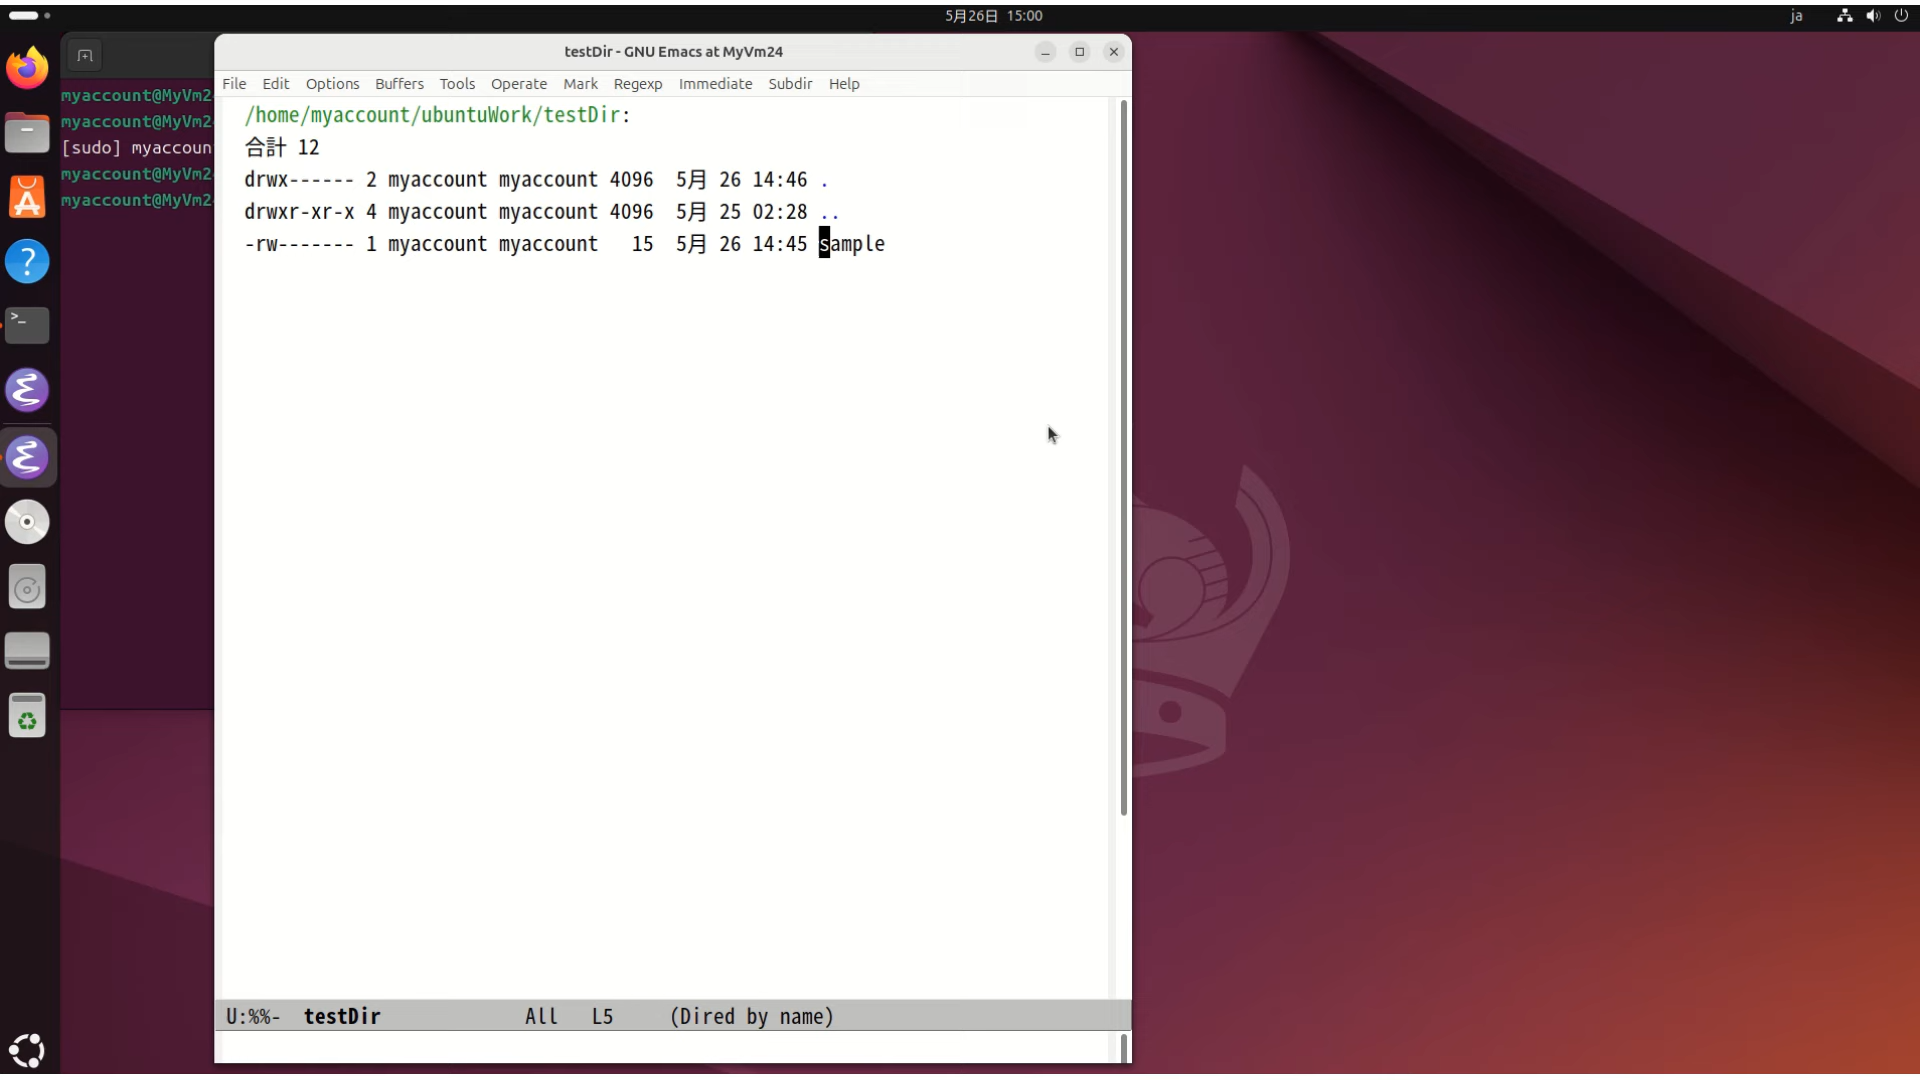 5月26日 15:00
ja
testDir - GNU Emacs at MyVm24
File Edit Options Buffers Tools Operate Mark Regexp Immediate Subdir Help
myaccount@MyVm2
myaccount@MyVm2
[sudo] myaccoun
myaccount@MyVm2
myaccount@MyVm2
/home/myaccount/ubuntuWork/testDir:
合計 12
drwx------ 2 myaccount myaccount 4096 5月 26 14:46 .
drwxr-xr-x 4 myaccount myaccount 4096 5月 25 02:28 ..
-rw------- 1 myaccount myaccount 15 5月 26 14:45 sample
U:%%- testDir All L5 (Dired by name)